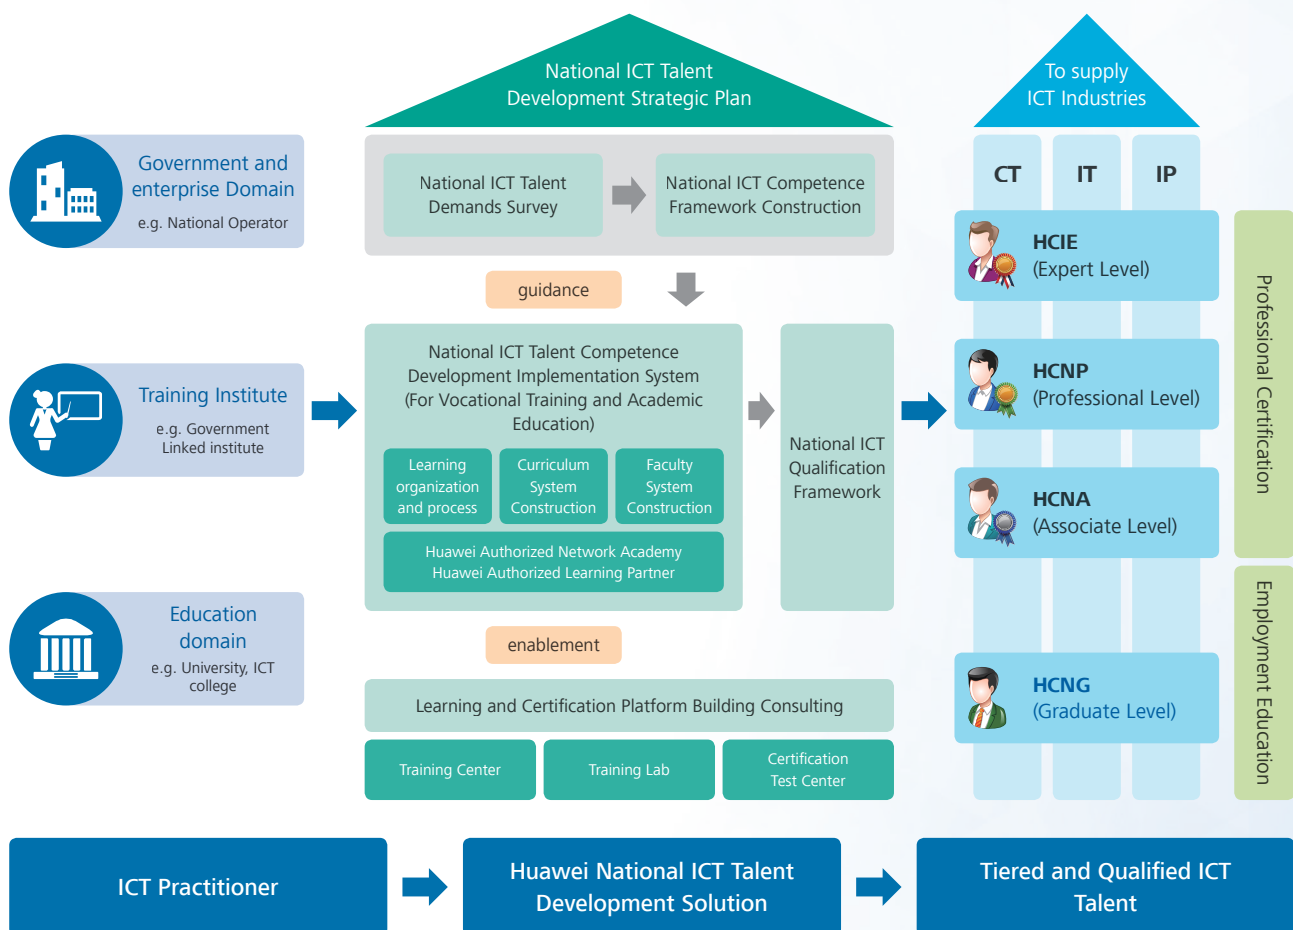 National ICT Talent
Development Strategic Plan
To supply
ICT Industries
Government and
enterprise Domain
e.g. National Operator
Training Institute
e.g. Government
Linked institute
Education
domain
e.g. University, ICT
college
National ICT Talent
Demands Survey
National ICT Competence
Framework Construction
guidance
National ICT Talent Competence
Development Implementation System
(For Vocational Training and Academic
Education)
Learning
organization
and process
Curriculum
System
Construction
Faculty
System
Construction
Huawei Authorized Network Academy
Huawei Authorized Learning Partner
National ICT
Qualification
Framework
enablement
Learning and Certification Platform Building Consulting
Training Center
Training Lab
Certification
Test Center
CT
IT
IP
HCIE
(Expert Level)
HCNP
(Professional Level)
HCNA
(Associate Level)
HCNG
(Graduate Level)
Professional Certification
Employment Education
ICT Practitioner
Huawei National ICT Talent
Development Solution
Tiered and Qualified ICT
Talent